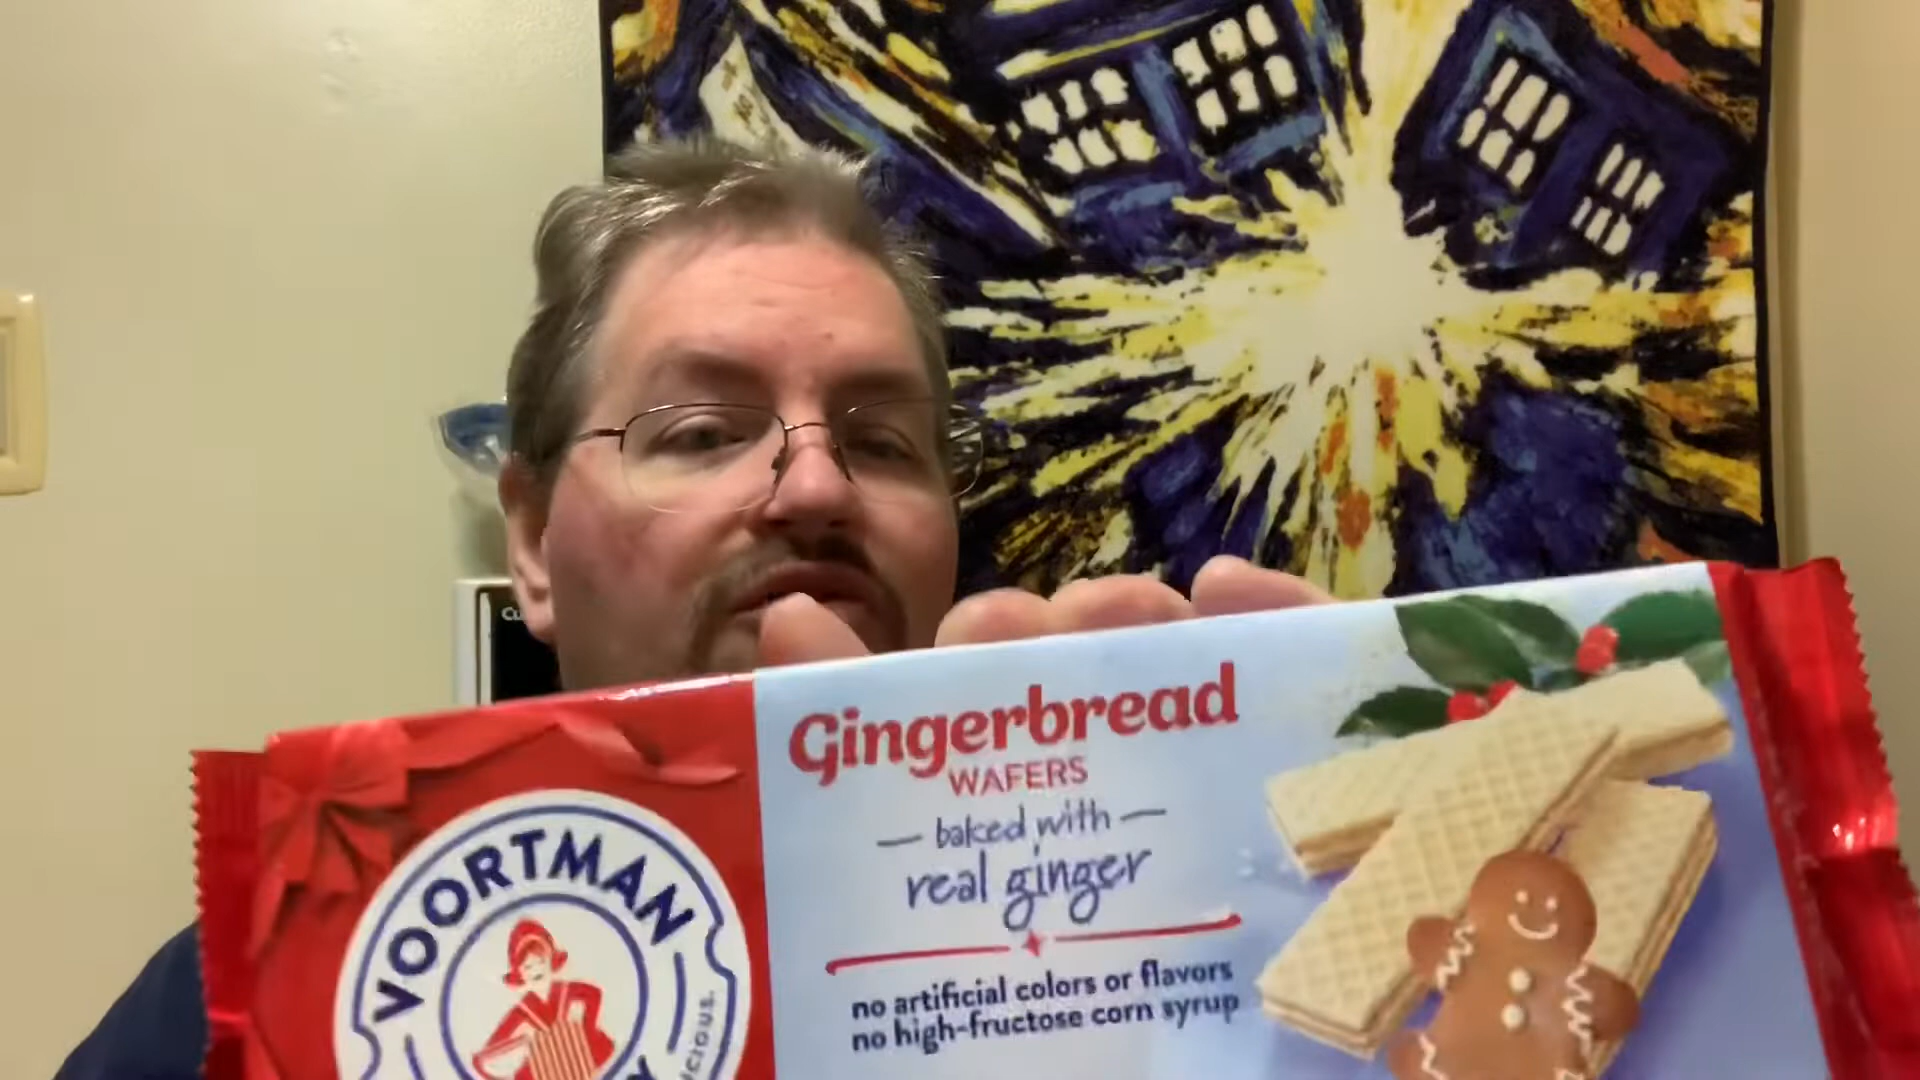 Gingerbread
WAFERS
baked with
real ginger
no artificial colors or flavors
no high-fructose corn syrup
VOORTMAN